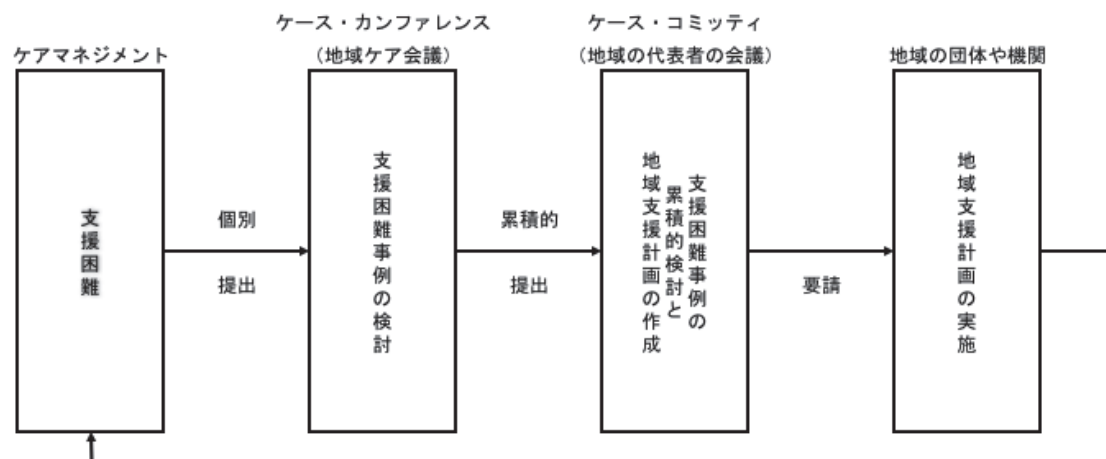 ケアマネジメント
支援困難
個別
提出
ケース・カンファレンス
(地域ケア会議)
支援困難事例の検討
累積的
提出
ケース・コミッティ
(地域の代表者の会議)
支援困難事例の
累積的検討と
地域支援計画の作成
要請
地域の団体や機関
地域支援計画の実施